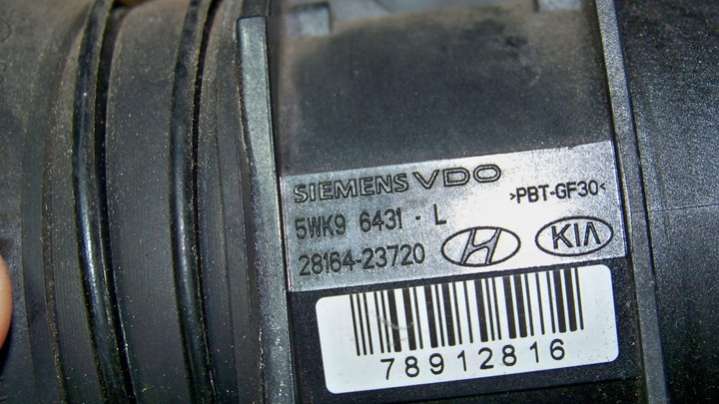 SIEMENS VDO
>PBT-GF30<
5WK9 6431 · L
28164-23720
KIA
78912816